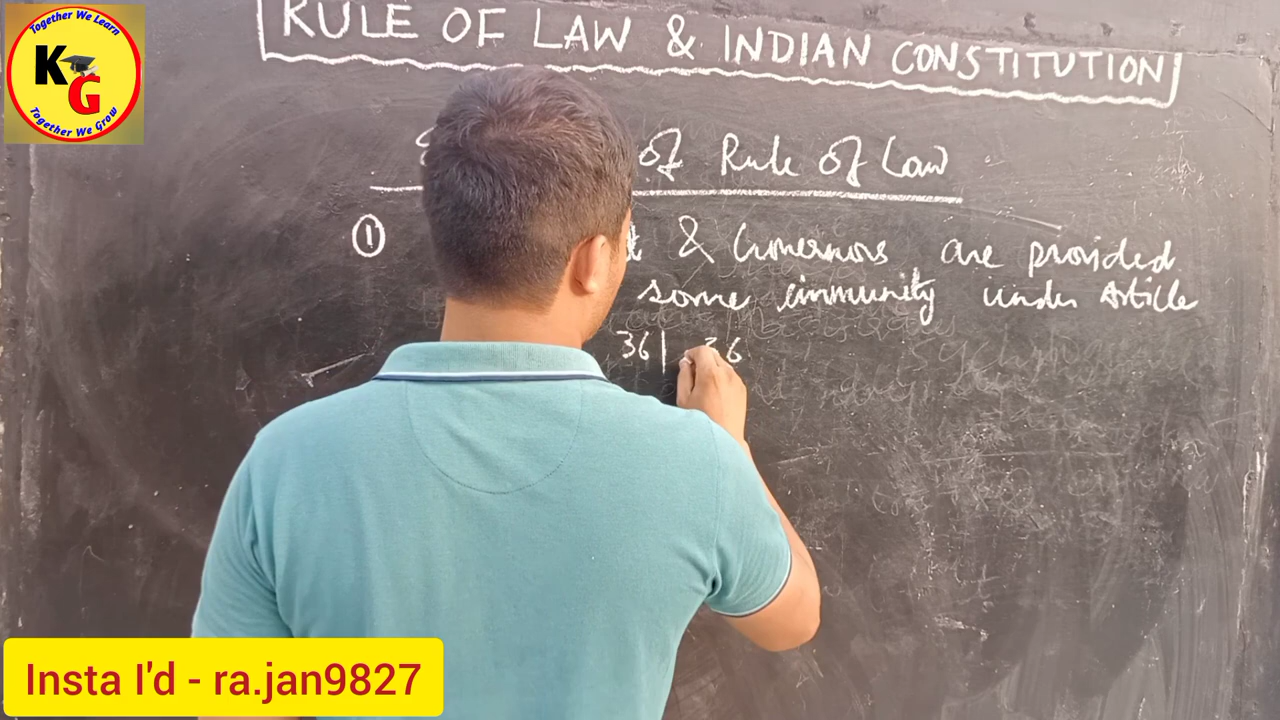 Together We Learn
KG
Together We Grow
RULE OF LAW & INDIAN CONSTITUTION
of Rule of Law
① & Governors are provided
some immunity under Article
361
Insta I'd - ra.jan9827